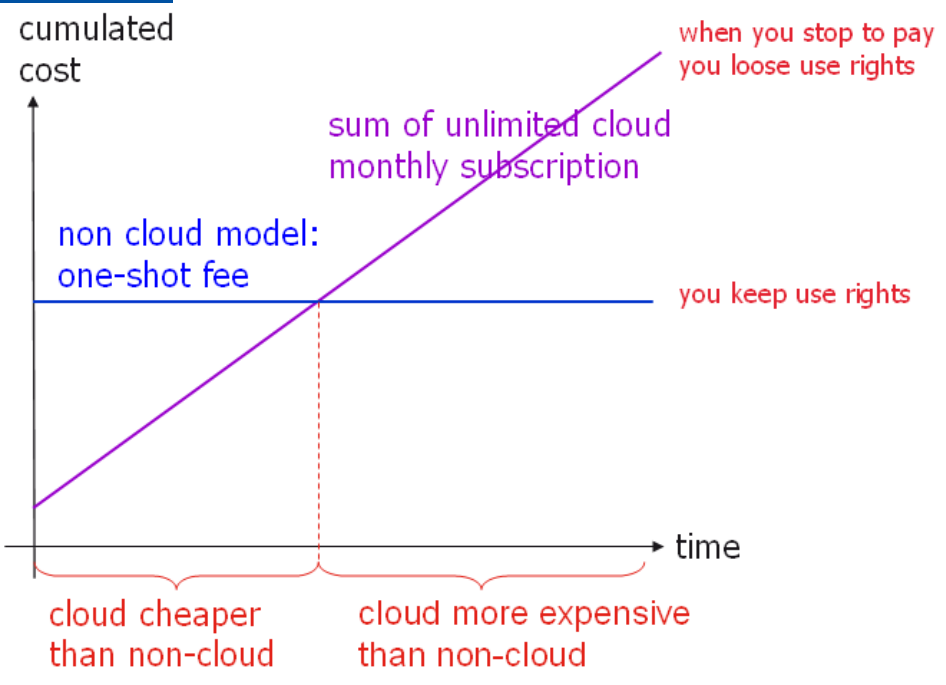 cumulated
cost
when you stop to pay
you loose use rights
sum of unlimited cloud
monthly subscription
non cloud model:
one-shot fee
you keep use rights
time
cloud cheaper
than non-cloud
cloud more expensive
than non-cloud